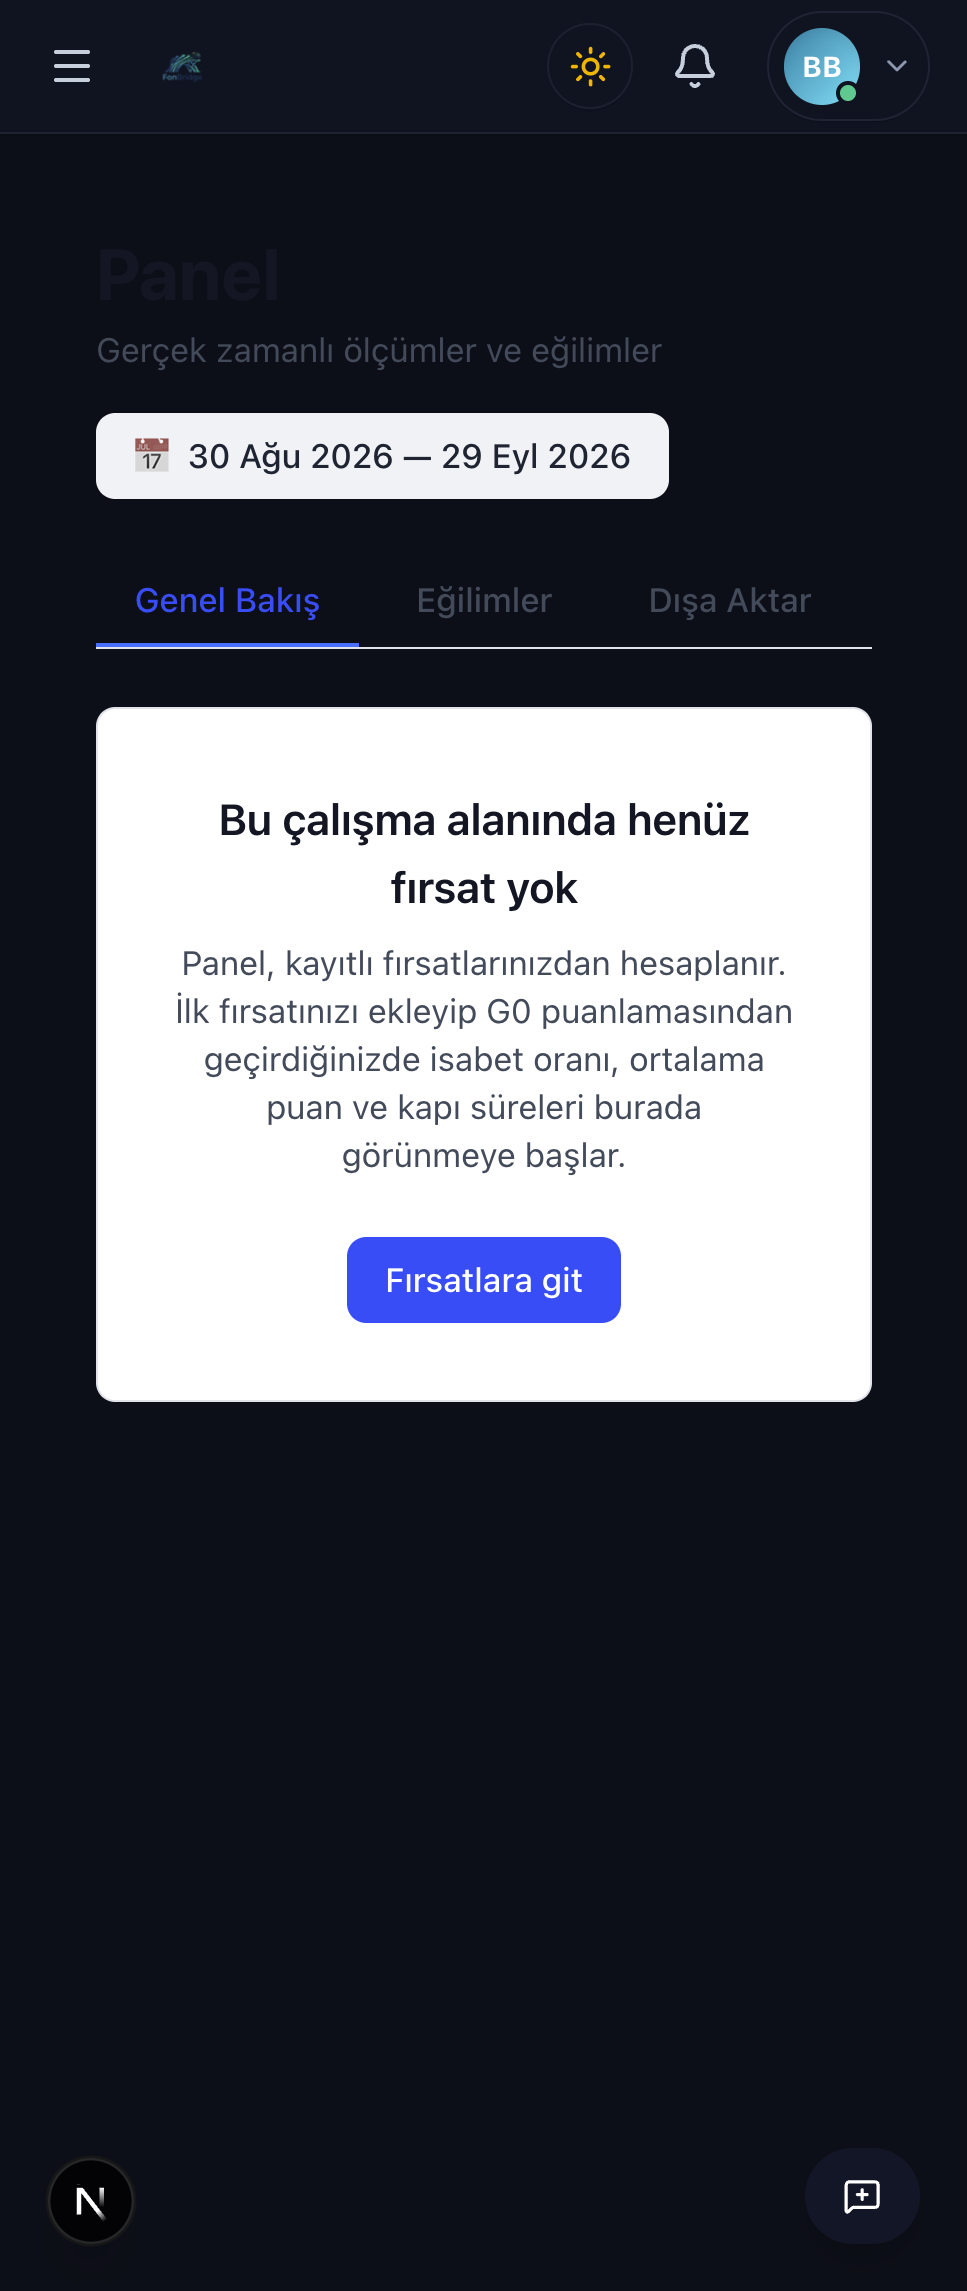 BB
Panel
Gerçek zamanlı ölçümler ve eğilimler
JUL 17 30 Ağu 2026 — 29 Eyl 2026
Genel Bakış Eğilimler Dışa Aktar
Bu çalışma alanında henüz
fırsat yok
Panel, kayıtlı fırsatlarınızdan hesaplanır.
İlk fırsatınızı ekleyip G0 puanlamasından
geçirdiğinizde isabet oranı, ortalama
puan ve kapı süreleri burada
görünmeye başlar.
Fırsatlara git
N